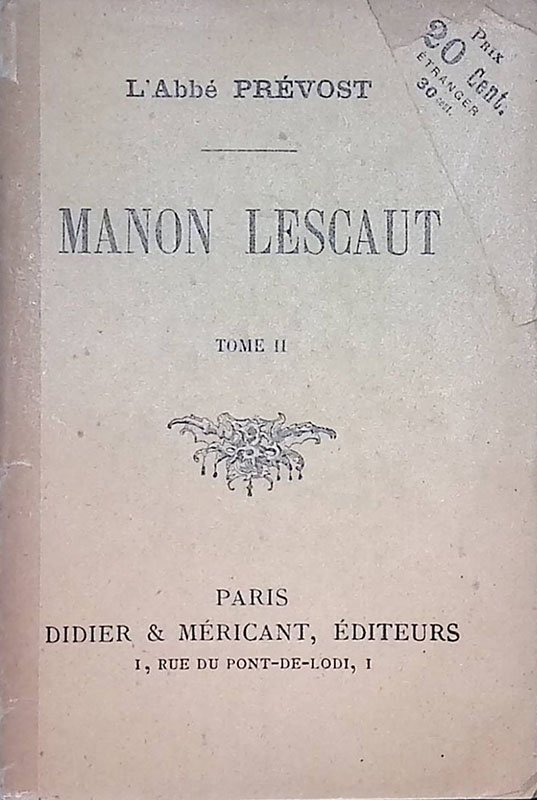 L'Abbé PRÉVOST
PRIX
20 Cent.
ÉTRANGER
30 cent.
MANON LESCAUT
TOME II
PARIS
DIDIER & MÉRICANT, ÉDITEURS
1, RUE DU PONT-DE-LODI, 1